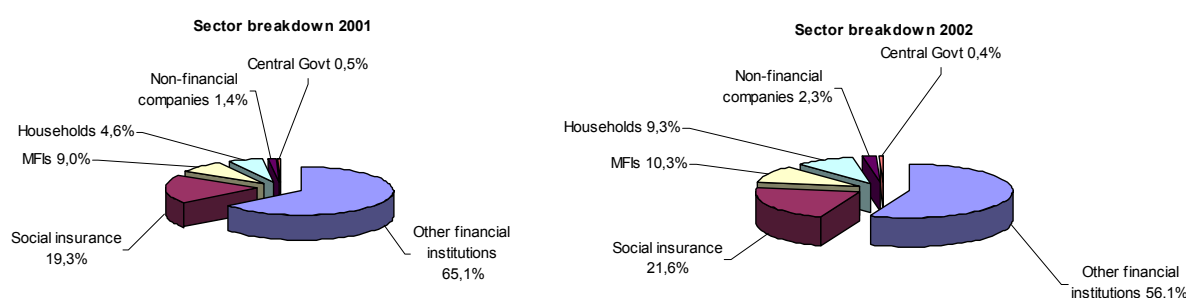 Sector breakdown 2001
Central Govt 0,5%
Non-financial
companies 1,4%
Households 4,6%
MFIs 9,0%
Social insurance
19,3%
Other financial
institutions
65,1%
Sector breakdown 2002
Central Govt 0,4%
Non-financial
companies 2,3%
Households 9,3%
MFIs 10,3%
Social insurance
21,6%
Other financial
institutions 56,1%